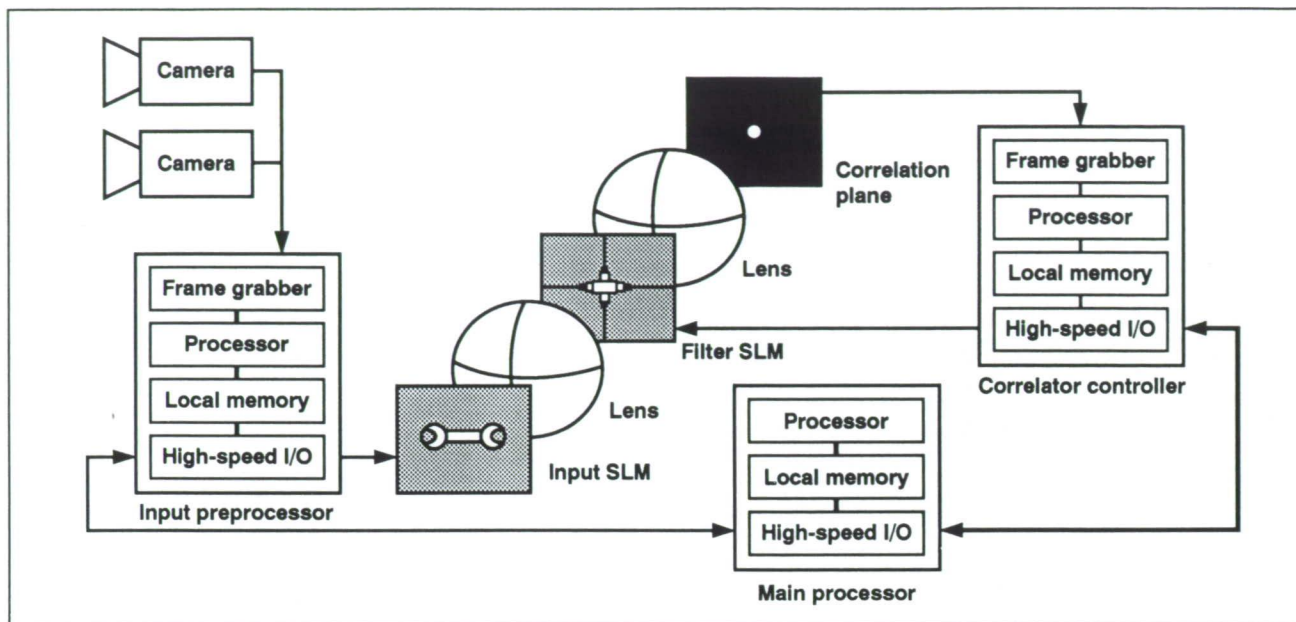 Camera
Camera
Frame grabber
Processor
Local memory
High-speed I/O
Input preprocessor
Input SLM
Lens
Filter SLM
Lens
Correlation
plane
Frame grabber
Processor
Local memory
High-speed I/O
Correlator controller
Processor
Local memory
High-speed I/O
Main processor